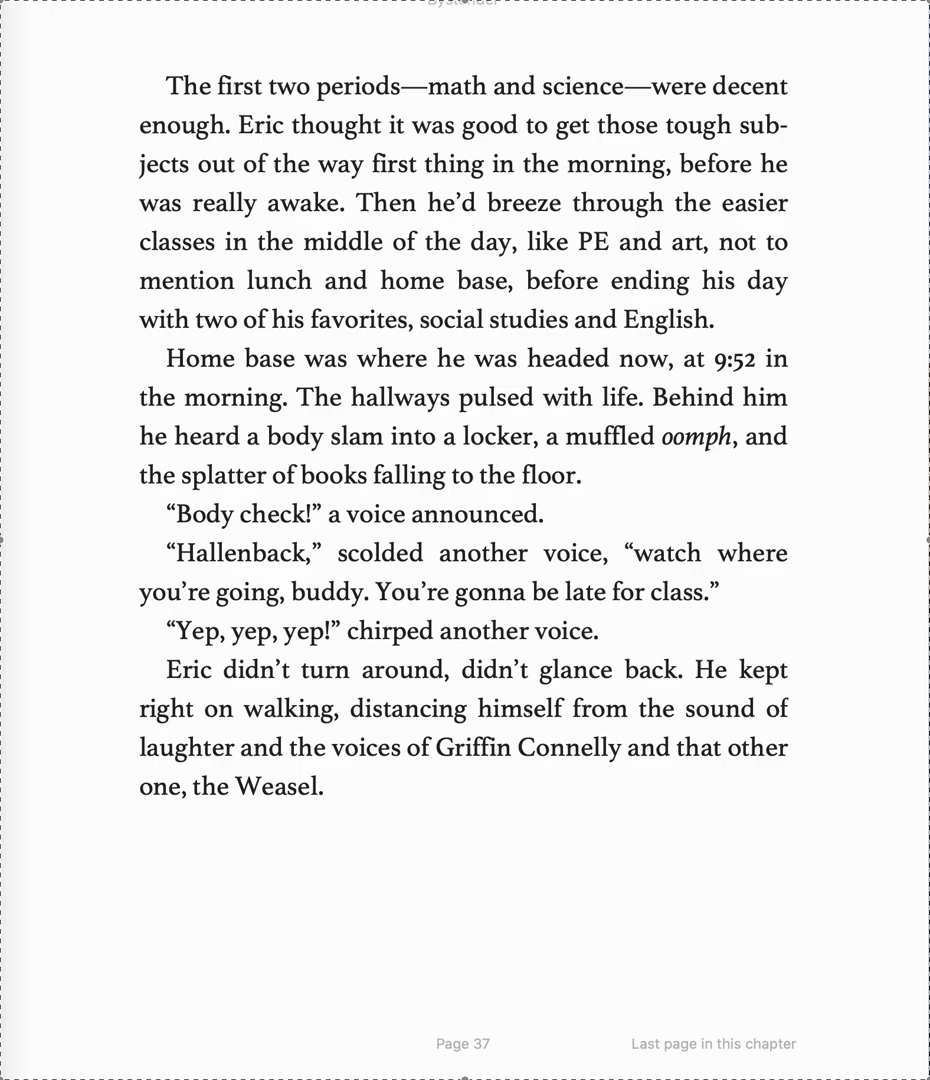 Bystander
The first two periods—math and science—were decent
enough. Eric thought it was good to get those tough sub-
jects out of the way first thing in the morning, before he
was really awake. Then he’d breeze through the easier
classes in the middle of the day, like PE and art, not to
mention lunch and home base, before ending his day
with two of his favorites, social studies and English.
Home base was where he was headed now, at 9:52 in
the morning. The hallways pulsed with life. Behind him
he heard a body slam into a locker, a muffled oomph, and
the splatter of books falling to the floor.
“Body check!” a voice announced.
“Hallenback,” scolded another voice, “watch where
you’re going, buddy. You’re gonna be late for class.”
“Yep, yep, yep!” chirped another voice.
Eric didn’t turn around, didn’t glance back. He kept
right on walking, distancing himself from the sound of
laughter and the voices of Griffin Connelly and that other
one, the Weasel.
Page 37
Last page in this chapter